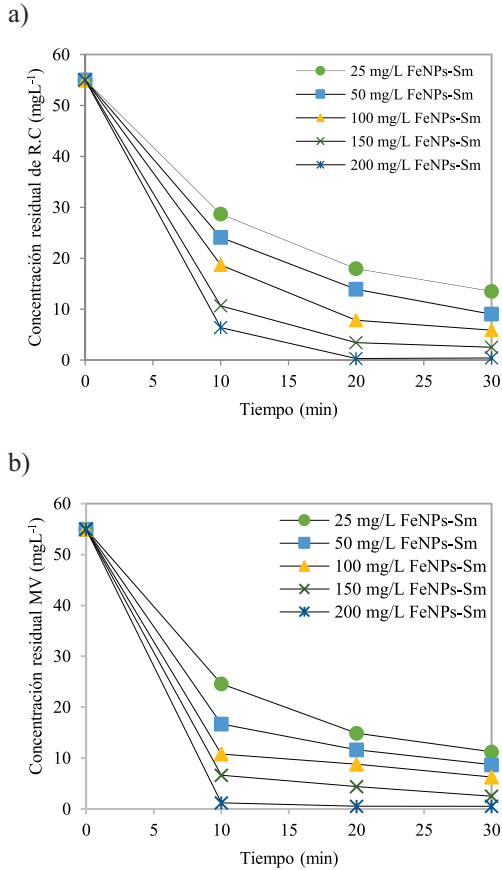 a)
60
50
40
30
20
10
0
0
5
10
15
20
25
30
Concentración residual de R.C (mgL⁻¹)
Tiempo (min)
25 mg/L FeNPs-Sm
50 mg/L FeNPs-Sm
100 mg/L FeNPs-Sm
150 mg/L FeNPs-Sm
200 mg/L FeNPs-Sm
b)
60
50
40
30
20
10
0
0
5
10
15
20
25
30
Concentración residual MV (mgL⁻¹)
Tiempo (min)
25 mg/L FeNPs-Sm
50 mg/L FeNPs-Sm
100 mg/L FeNPs-Sm
150 mg/L FeNPs-Sm
200 mg/L FeNPs-Sm